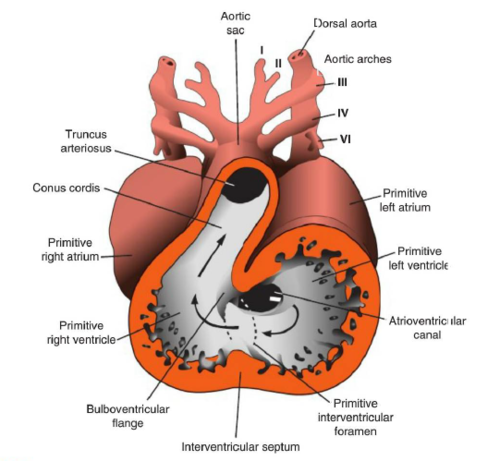 Aortic
sac
Dorsal aorta
I
II
Aortic arches
III
IV
VI
Truncus
arteriosus
Conus cordis
Primitive
left atrium
Primitive
right atrium
Primitive
left ventricle
Primitive
right ventricle
Atrioventricular
canal
Bulboventricular
flange
Primitive
interventricular
foramen
Interventricular septum